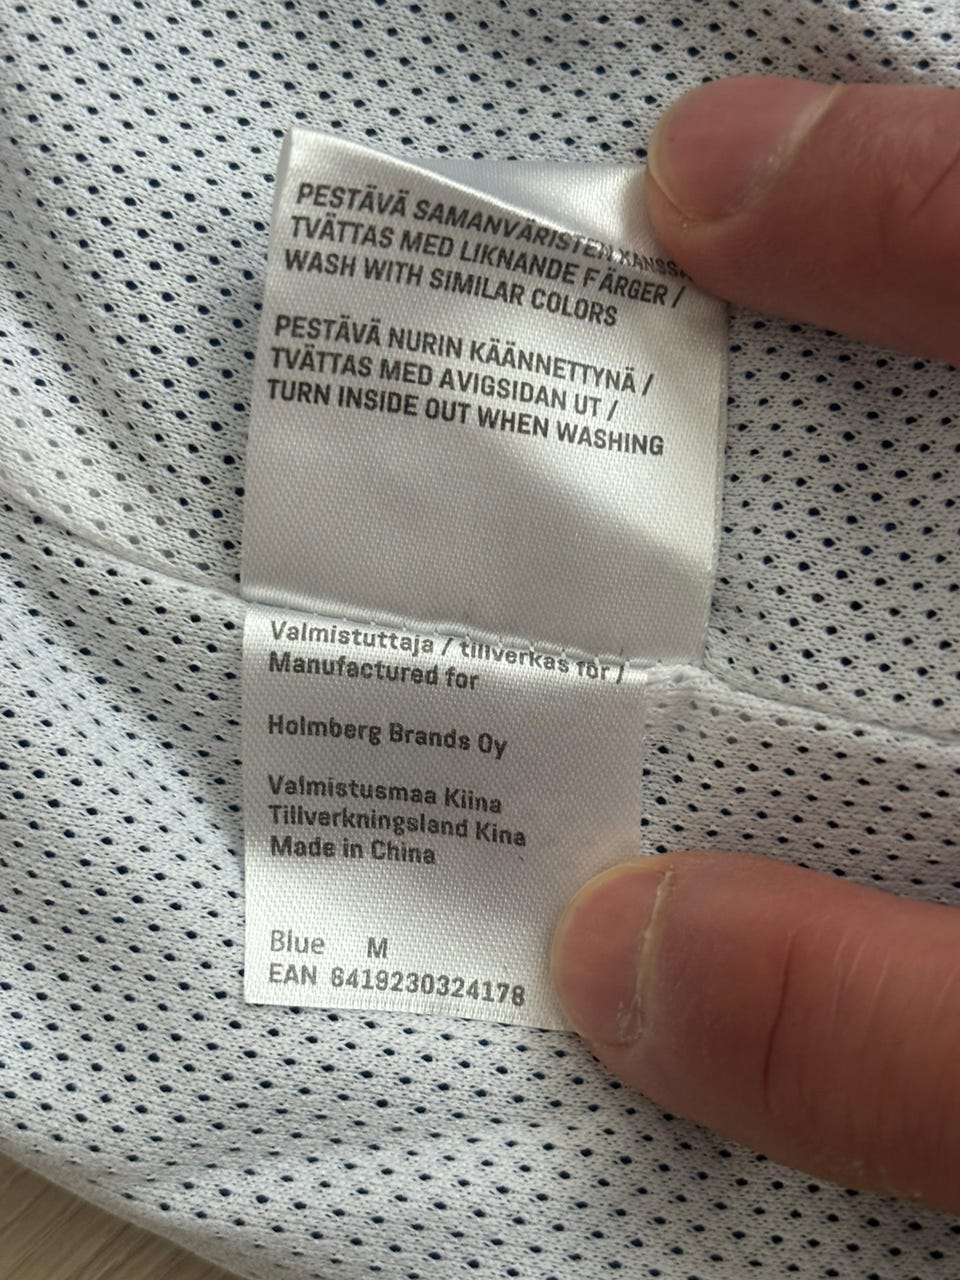 PESTÄVÄ SAMANVÄRISTEN KANSSA
TVÄTTAS MED LIKNANDE FÄRGER /
WASH WITH SIMILAR COLORS
PESTÄVÄ NURIN KÄÄNNETTYNÄ /
TVÄTTAS MED AVIGSIDAN UT /
TURN INSIDE OUT WHEN WASHING
Valmistuttaja / tillverkas för /
Manufactured for
Holmberg Brands Oy
Valmistusmaa Kiina
Tillverkningsland Kina
Made in China
Blue M
EAN 6419230324178